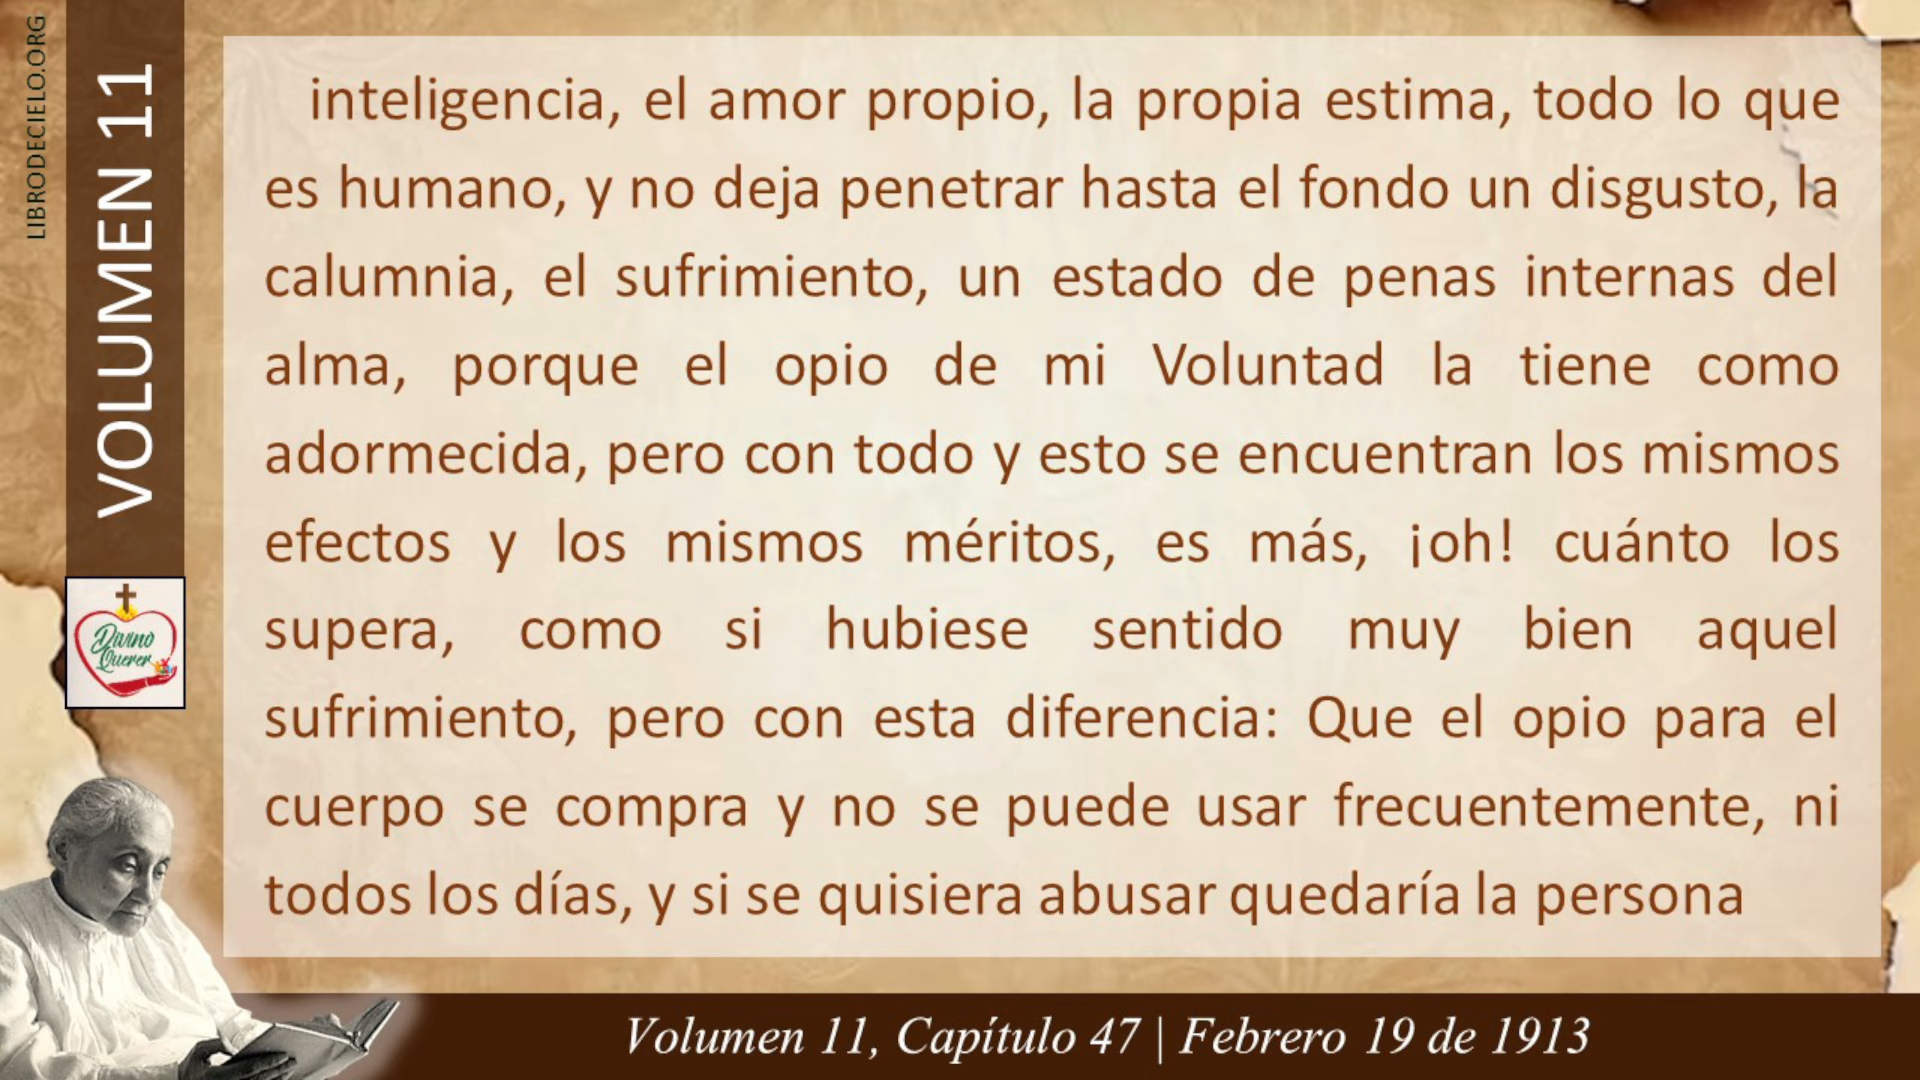 LIBRODECIELO.ORG
VOLUMEN 11
Divino
Querer
inteligencia, el amor propio, la propia estima, todo lo que
es humano, y no deja penetrar hasta el fondo un disgusto, la
calumnia, el sufrimiento, un estado de penas internas del
alma, porque el opio de mi Voluntad la tiene como
adormecida, pero con todo y esto se encuentran los mismos
efectos y los mismos méritos, es más, ¡oh! cuánto los
supera, como si hubiese sentido muy bien aquel
sufrimiento, pero con esta diferencia: Que el opio para el
cuerpo se compra y no se puede usar frecuentemente, ni
todos los días, y si se quisiera abusar quedaría la persona
Volumen 11, Capítulo 47 | Febrero 19 de 1913